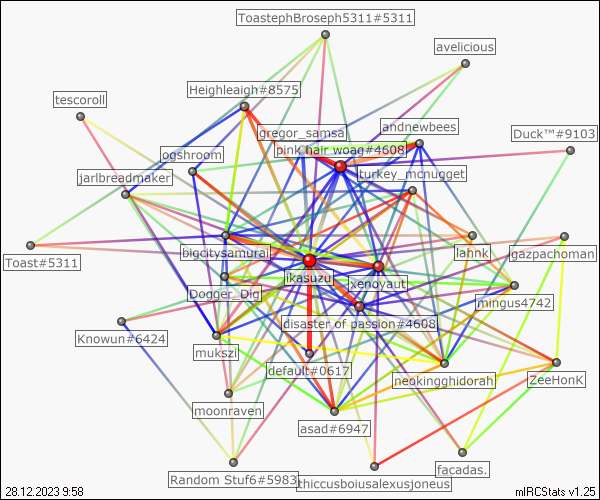 ToastephBroseph5311#5311
avelicious
tescoroll
Heighleigh#8575
gregor_samsa
andnewbees
Duck™#9103
ogshroom
pink hair woag#4608
jarlbreadmaker
turkey_mcnugget
Toast#5311
bigcitysamurai
lahnk
gazpachoman
ikasuzu
xenoyaut
Dogger_Dig
mingus4742
disaster of passion#4608
Knowun#6424
mukszi
default#0617
neokingghidorah
ZeeHonK
moonraven
asad#6947
Random Stuf6#5983
thiccusboiusalexusjoneus
facadas.
28.12.2023 9:58
mIRCStats v1.25